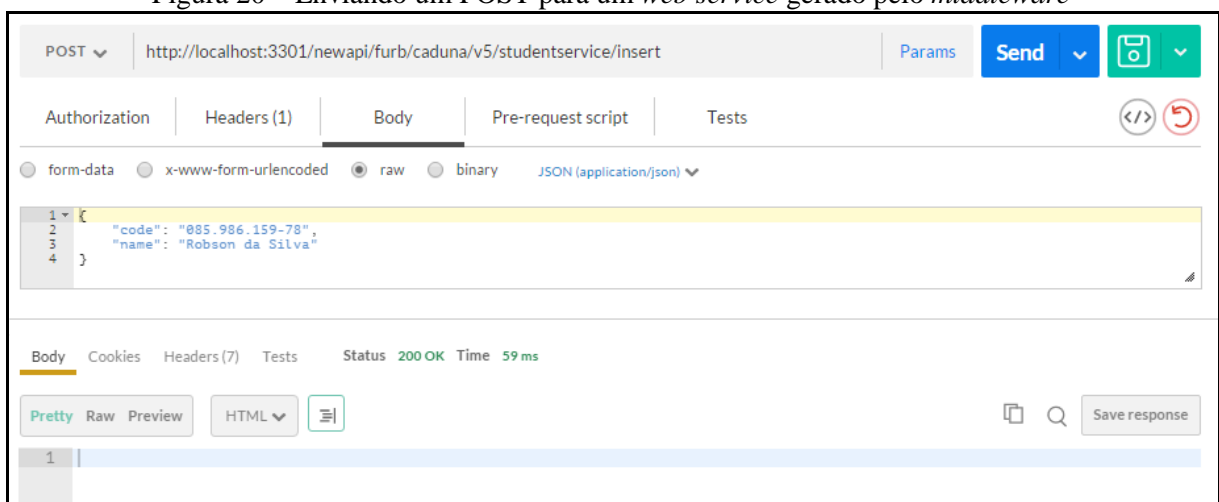 Figura 20 – Enviando um POST para um web service gerado pelo middleware
POST http://localhost:3301/newapi/furb/caduna/v5/studentservice/insert Params Send
Authorization Headers (1) Body Pre-request script Tests
form-data x-www-form-urlencoded raw binary JSON (application/json)
1 {
2 "code": "085.986.159-78",
3 "name": "Robson da Silva"
4 }
Body Cookies Headers (7) Tests Status 200 OK Time 59 ms
Pretty Raw Preview HTML Save response
1